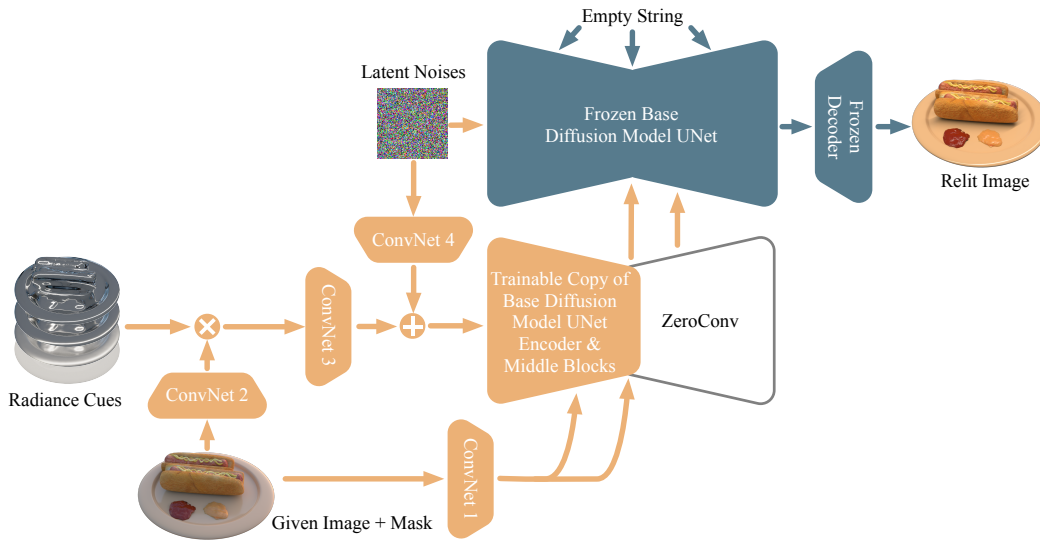 Empty String
Latent Noises
Frozen Base
Diffusion Model UNet
Frozen
Decoder
Relit Image
ConvNet 4
Trainable Copy of
Base Diffusion
Model UNet
Encoder &
Middle Blocks
ZeroConv
ConvNet 3
Radiance Cues
ConvNet 2
ConvNet 1
Given Image + Mask